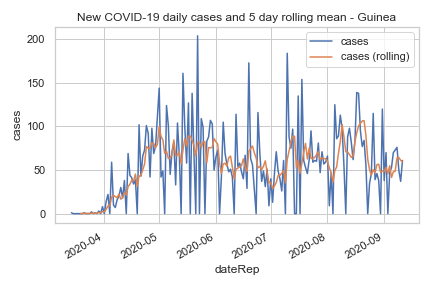 New COVID-19 daily cases and 5 day rolling mean - Guinea
cases
cases (rolling)
200
150
100
50
0
cases
2020-04
2020-05
2020-06
2020-07
2020-08
2020-09
dateRep